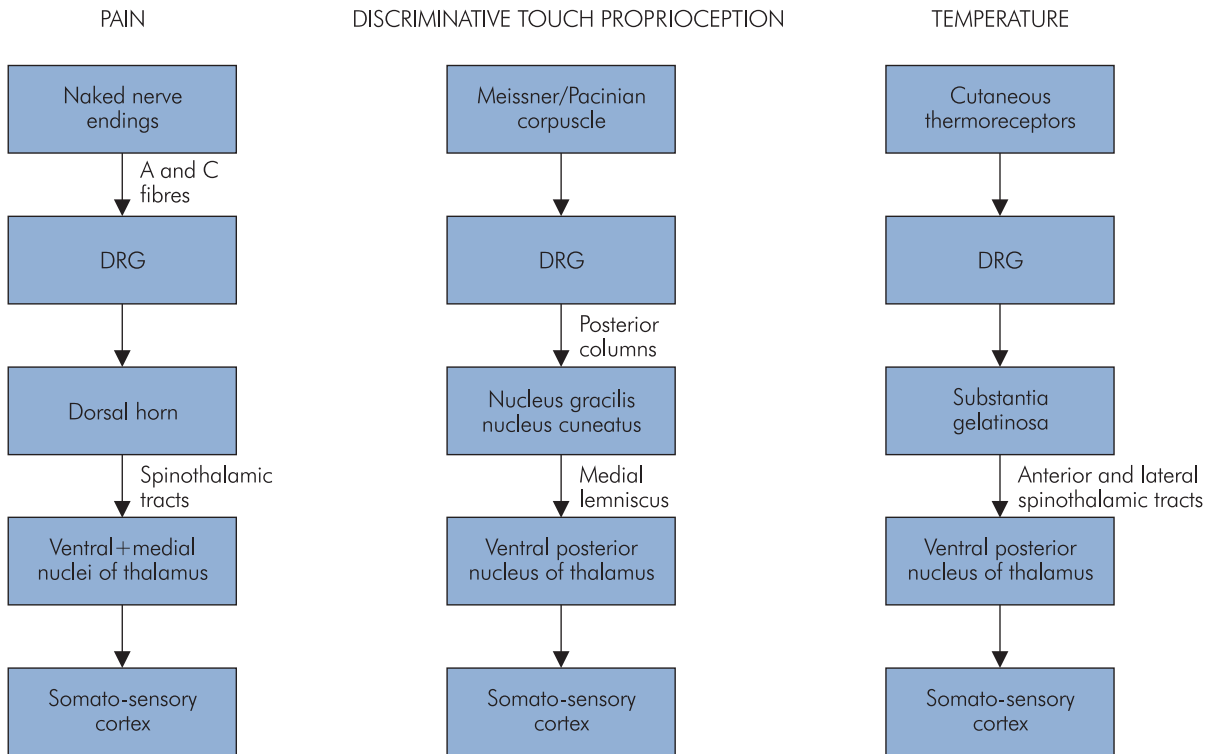 PAIN
Naked nerve
endings
A and C
fibres
DRG
Dorsal horn
Spinothalamic
tracts
Ventral+medial
nuclei of thalamus
Somato-sensory
cortex
DISCRIMINATIVE TOUCH PROPRIOCEPTION
Meissner/Pacinian
corpuscle
DRG
Posterior
columns
Nucleus gracilis
nucleus cuneatus
Medial
lemniscus
Ventral posterior
nucleus of thalamus
Somato-sensory
cortex
TEMPERATURE
Cutaneous
thermoreceptors
DRG
Substantia
gelatinosa
Anterior and lateral
spinothalamic tracts
Ventral posterior
nucleus of thalamus
Somato-sensory
cortex